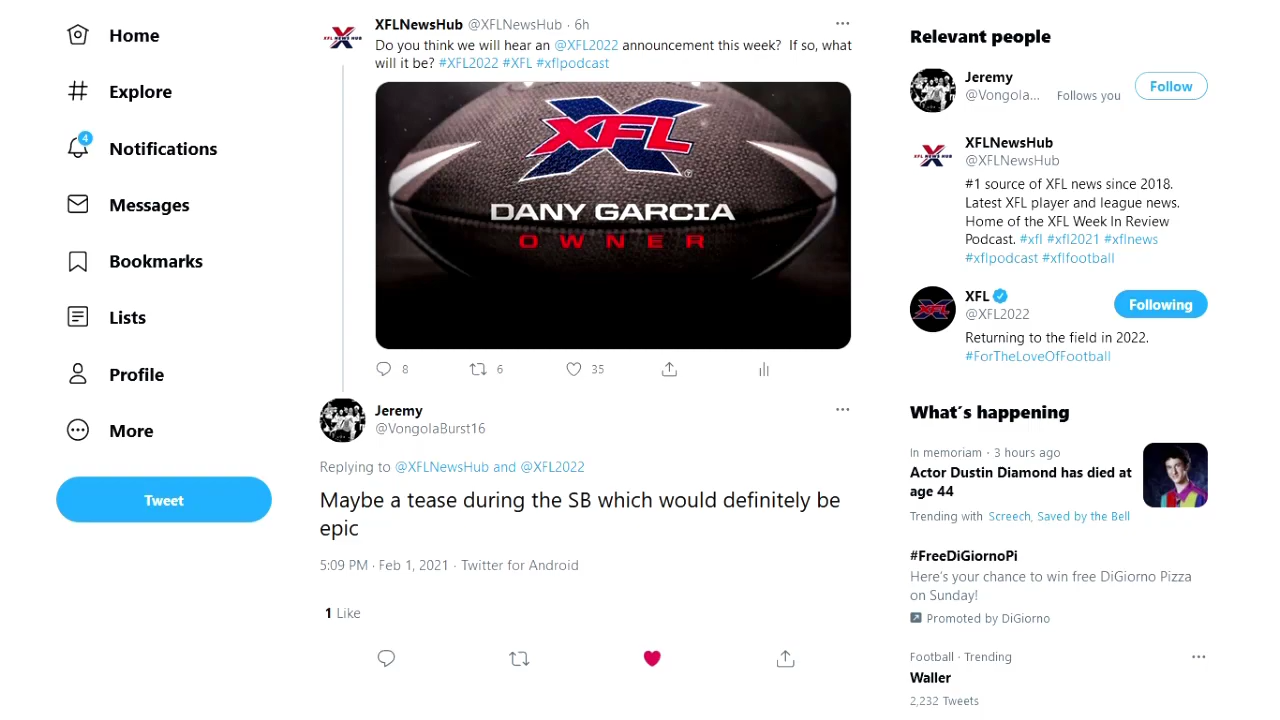 Home
Explore
4
Notifications
Messages
Bookmarks
Lists
Profile
More
Tweet
XFL NEWS HUB
XFLNewsHub @XFLNewsHub · 6h
Do you think we will hear an @XFL2022 announcement this week? If so, what
will it be? #XFL2022 #XFL #xflpodcast
XFL
®
DANY GARCIA
OWNER
8
6
35
Jeremy
@VongolaBurst16
Replying to @XFLNewsHub and @XFL2022
Maybe a tease during the SB which would definitely be
epic
5:09 PM · Feb 1, 2021 · Twitter for Android
1 Like
Relevant people
Jeremy
@Vongola... Follows you
Follow
XFL NEWS HUB
XFLNewsHub
@XFLNewsHub
#1 source of XFL news since 2018.
Latest XFL player and league news.
Home of the XFL Week In Review
Podcast. #xfl #xfl2021 #xflnews
#xflpodcast #xflfootball
XFL
XFL
@XFL2022
Following
Returning to the field in 2022.
#ForTheLoveOfFootball
What´s happening
In memoriam · 3 hours ago
Actor Dustin Diamond has died at
age 44
Trending with Screech, Saved by the Bell
#FreeDiGiornoPi
Here's your chance to win free DiGiorno Pizza
on Sunday!
Promoted by DiGiorno
Football · Trending
Waller
2,232 Tweets